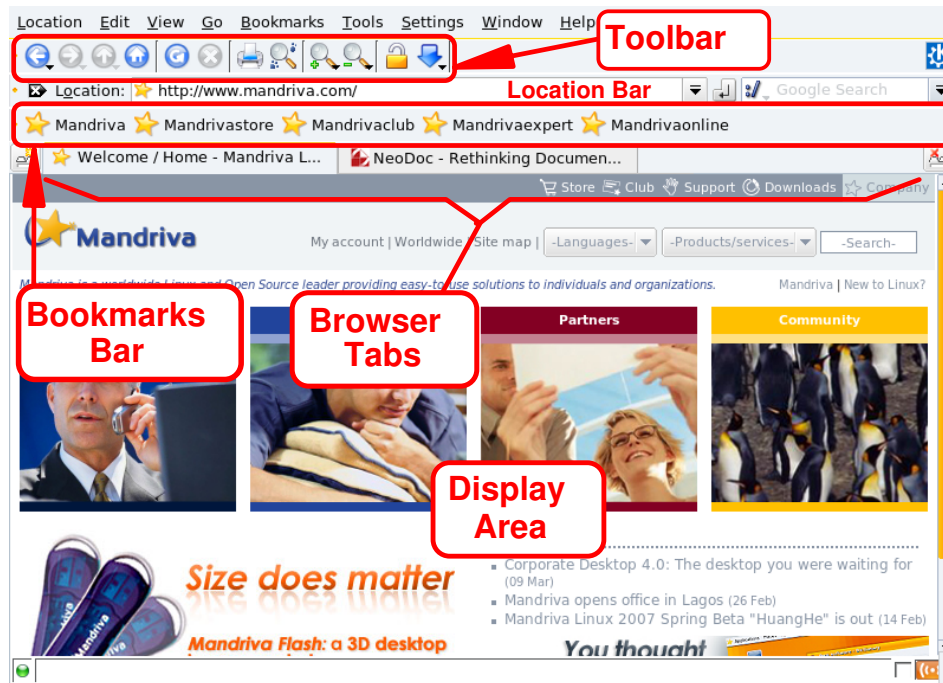 Location Edit View Go Bookmarks Tools Settings Window Help
Toolbar
Location: http://www.mandriva.com/ Location Bar Google Search
Mandriva Mandrivastore Mandrivaclub Mandrivaexpert Mandrivaonline
Welcome / Home - Mandriva L... NeoDoc - Rethinking Documen...
Store Club Support Downloads Company
Mandriva My account | Worldwide / Site map | -Languages- -Products/services- -Search-
Mandriva is a worldwide Linux and Open Source leader providing easy-to-use solutions to individuals and organizations. Mandriva | New to Linux?
Bookmarks
Bar
Browser
Tabs
Partners Community
Display
Area
Size does matter
Corporate Desktop 4.0: The desktop you were waiting for
(09 Mar)
Mandriva opens office in Lagos (26 Feb)
Mandriva Linux 2007 Spring Beta "HuangHe" is out (14 Feb)
Mandriva
Mandriva Flash: a 3D desktop
You thought